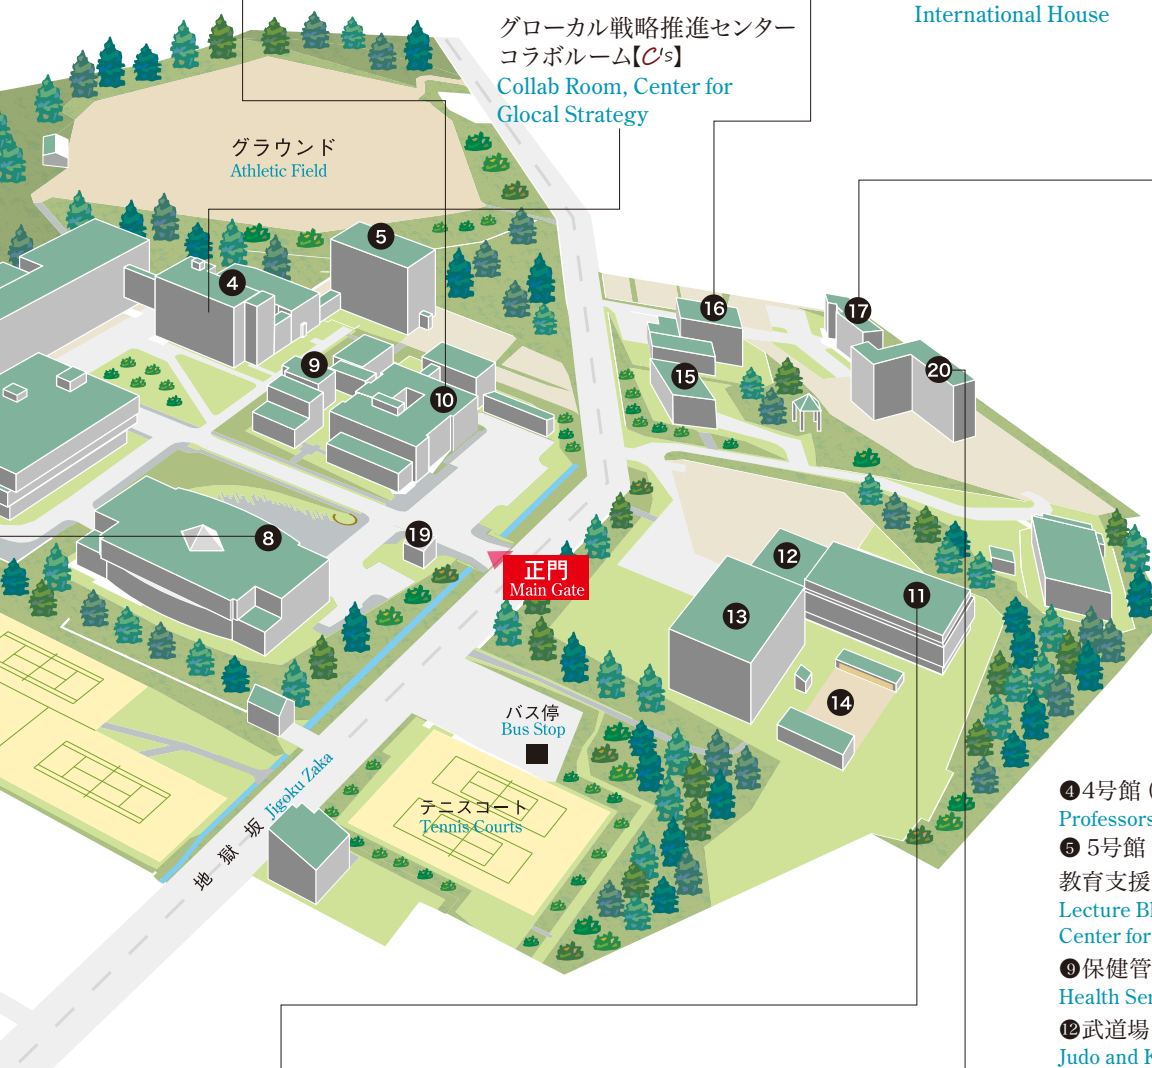 グローカル戦略推進センター
コラボルーム【C's】
Collab Room, Center for
Glocal Strategy
International House
グラウンド
Athletic Field
5
4
16
17
9
15
20
10
8
19
正門
Main Gate
12
11
13
14
バス停
Bus Stop
テニスコート
Tennis Courts
地獄坂 Jigoku Zaka
❹4号館（
Professors
❺ 5号館
教育支援
Lecture Bl
Center for
❾保健管
Health Ser
⓬武道場
Judo and K